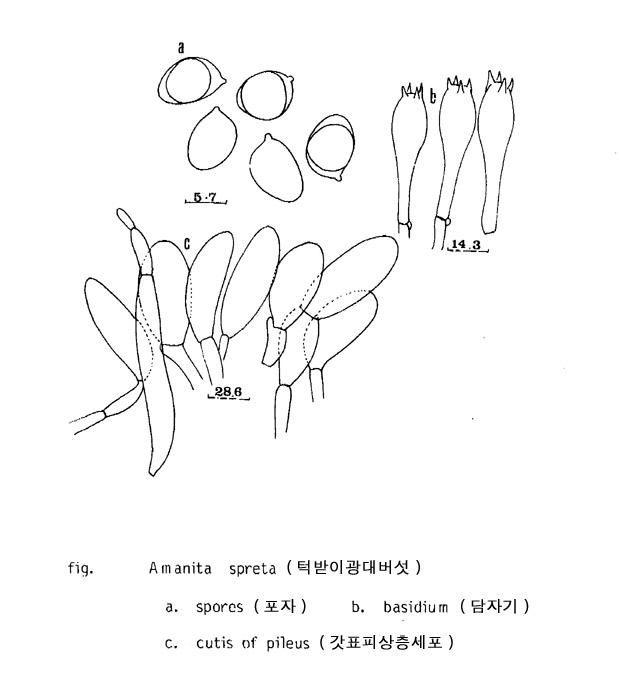 a
b
5.7
14.3
c
28.6
fig. Amanita spreta ( 턱받이광대버섯 )
a. spores ( 포자 ) b. basidium ( 담자기 )
c. cutis of pileus ( 갓표피상층세포 )